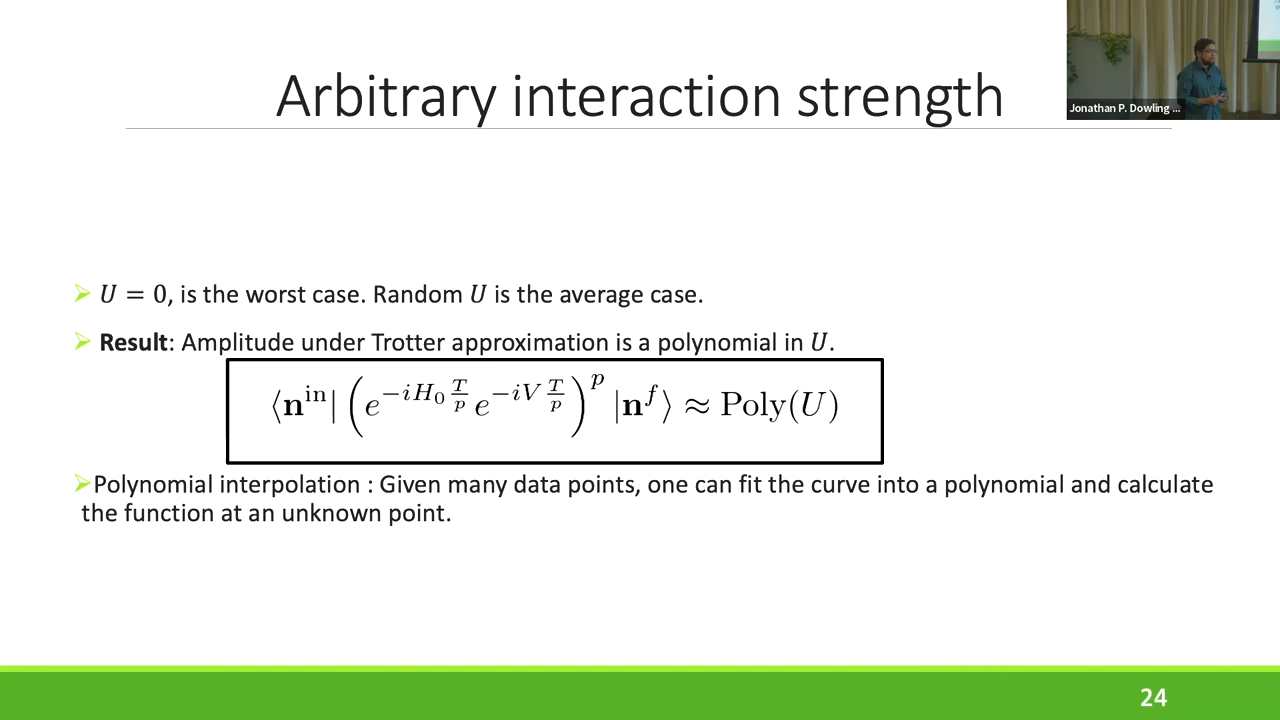 Arbitrary interaction strength
Jonathan P. Dowling ...
➢ U = 0, is the worst case. Random U is the average case.
➢ Result: Amplitude under Trotter approximation is a polynomial in U.
⟨n^in| (e^{-iH_0 T/p} e^{-iV T/p})^p |n^f⟩ ≈ Poly(U)
➢Polynomial interpolation : Given many data points, one can fit the curve into a polynomial and calculate
the function at an unknown point.
24